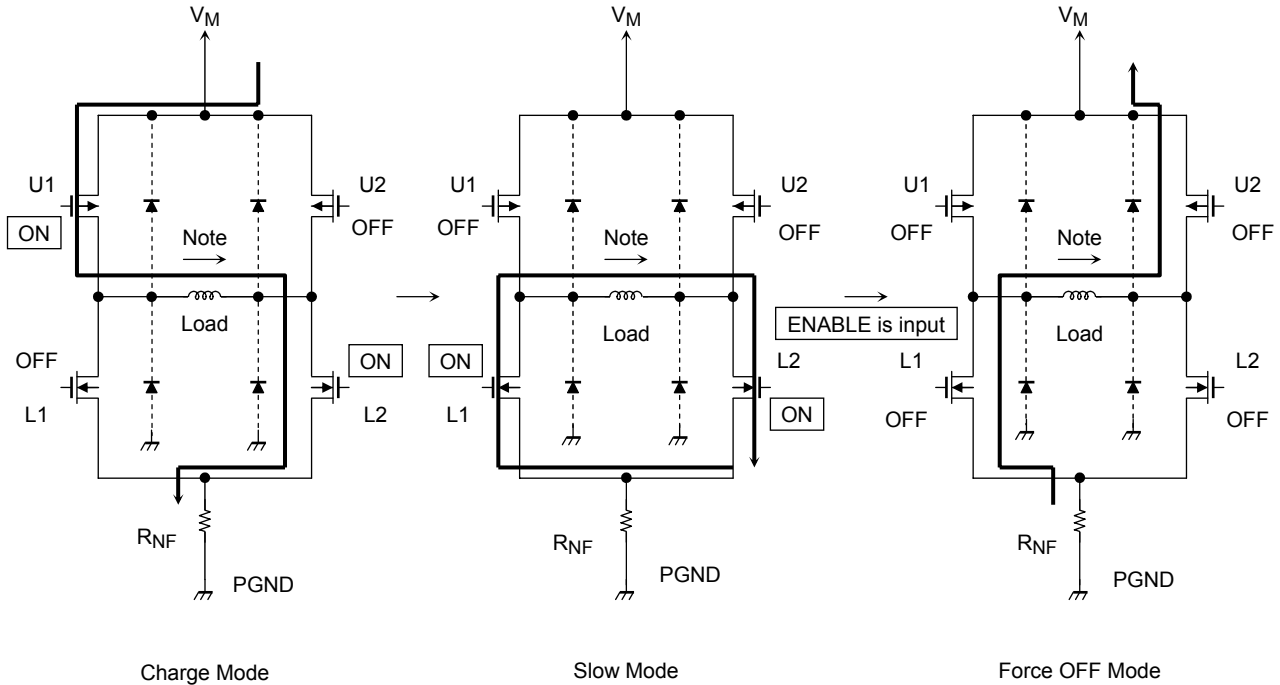 VM
U1
ON
U2
OFF
Note
Load
OFF
L1
ON
L2
RNF
PGND
Charge Mode
U1
OFF
U2
OFF
Note
Load
ON
L1
L2
ON
RNF
PGND
Slow Mode
ENABLE is input
VM
U1
OFF
U2
OFF
Note
Load
L1
OFF
L2
OFF
RNF
PGND
Force OFF Mode